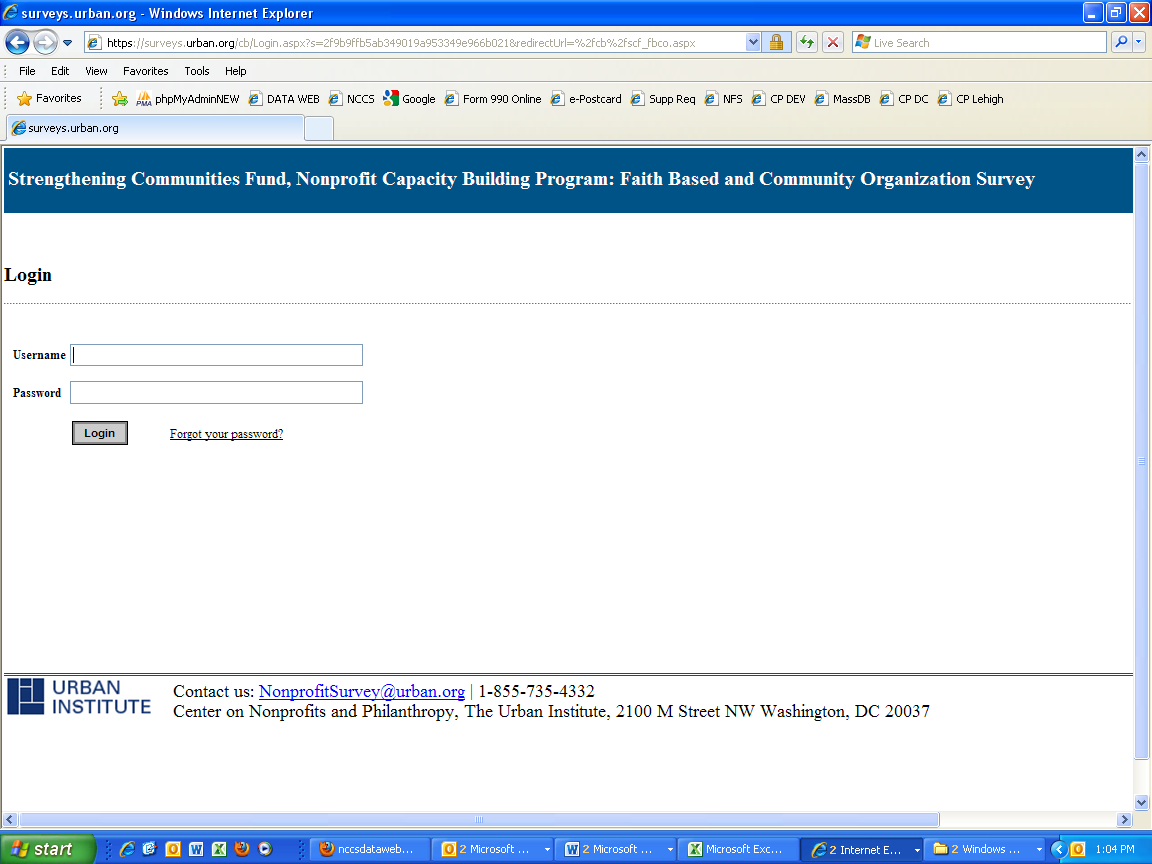 surveys.urban.org - Windows Internet Explorer
https://surveys.urban.org/cb/Login.aspx?s=2f9b9ffb5ab349019a953349e966b021&redirectUrl=%2fcb%2fscf_fbco.aspx
Live Search
File Edit View Favorites Tools Help
Favorites phpMyAdminNEW DATA WEB NCCS Google Form 990 Online e-Postcard Supp Req NFS CP DEV MassDB CP DC CP Lehigh
surveys.urban.org
Strengthening Communities Fund, Nonprofit Capacity Building Program: Faith Based and Community Organization Survey
Login
Username
Password
Login Forgot your password?
URBAN INSTITUTE
Contact us: NonprofitSurvey@urban.org | 1-855-735-4332
Center on Nonprofits and Philanthropy, The Urban Institute, 2100 M Street NW Washington, DC 20037
start nccsdataweb... 2 Microsoft ... 2 Microsoft ... Microsoft Exc... 2 Internet E... 2 Windows ... 1:04 PM